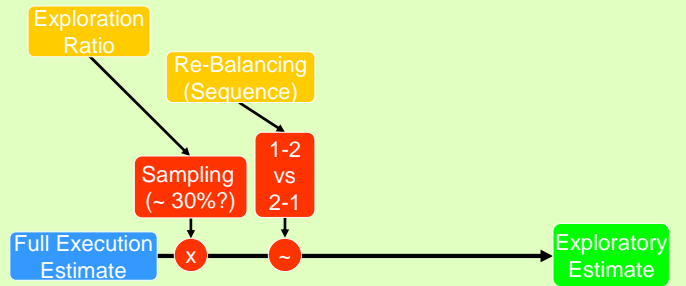 Exploration
Ratio
Re-Balancing
(Sequence)
1-2
vs
2-1
Sampling
(~ 30%?)
Full Execution
Estimate
x
~
Exploratory
Estimate